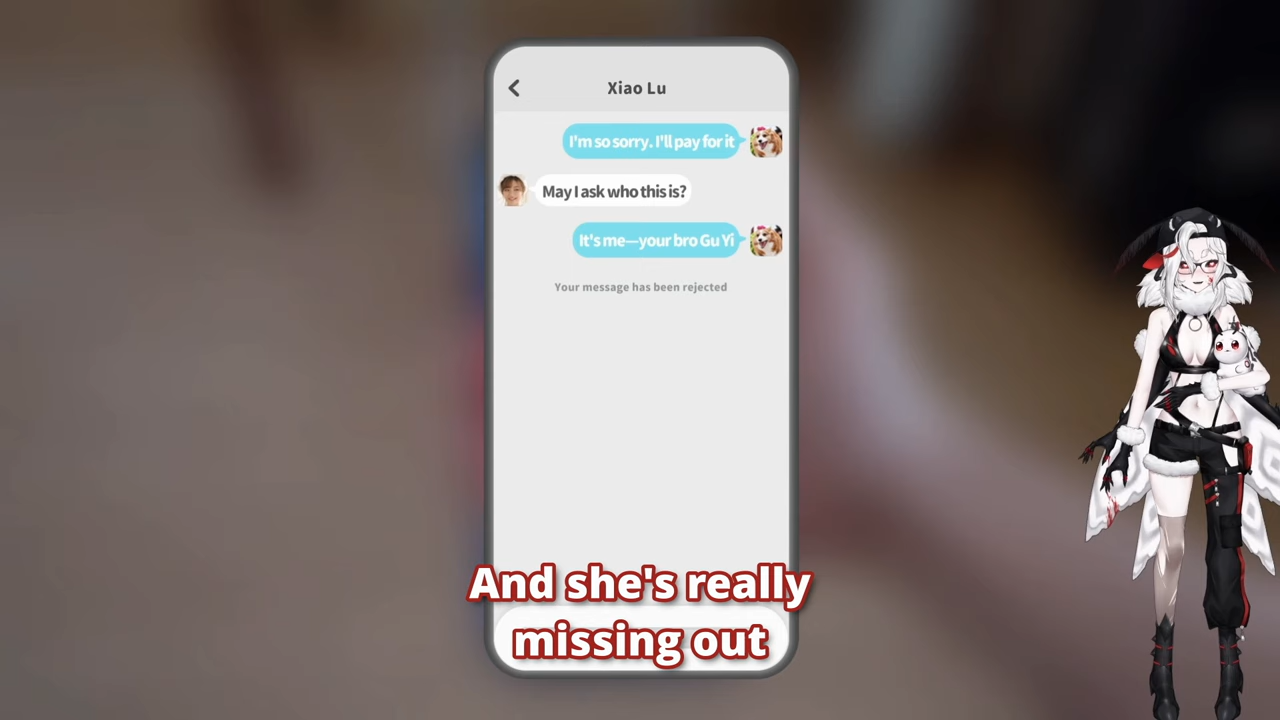 Xiao Lu
I'm so sorry. I'll pay for it
May I ask who this is?
It's me—your bro Gu Yi
Your message has been rejected
And she's really
missing out